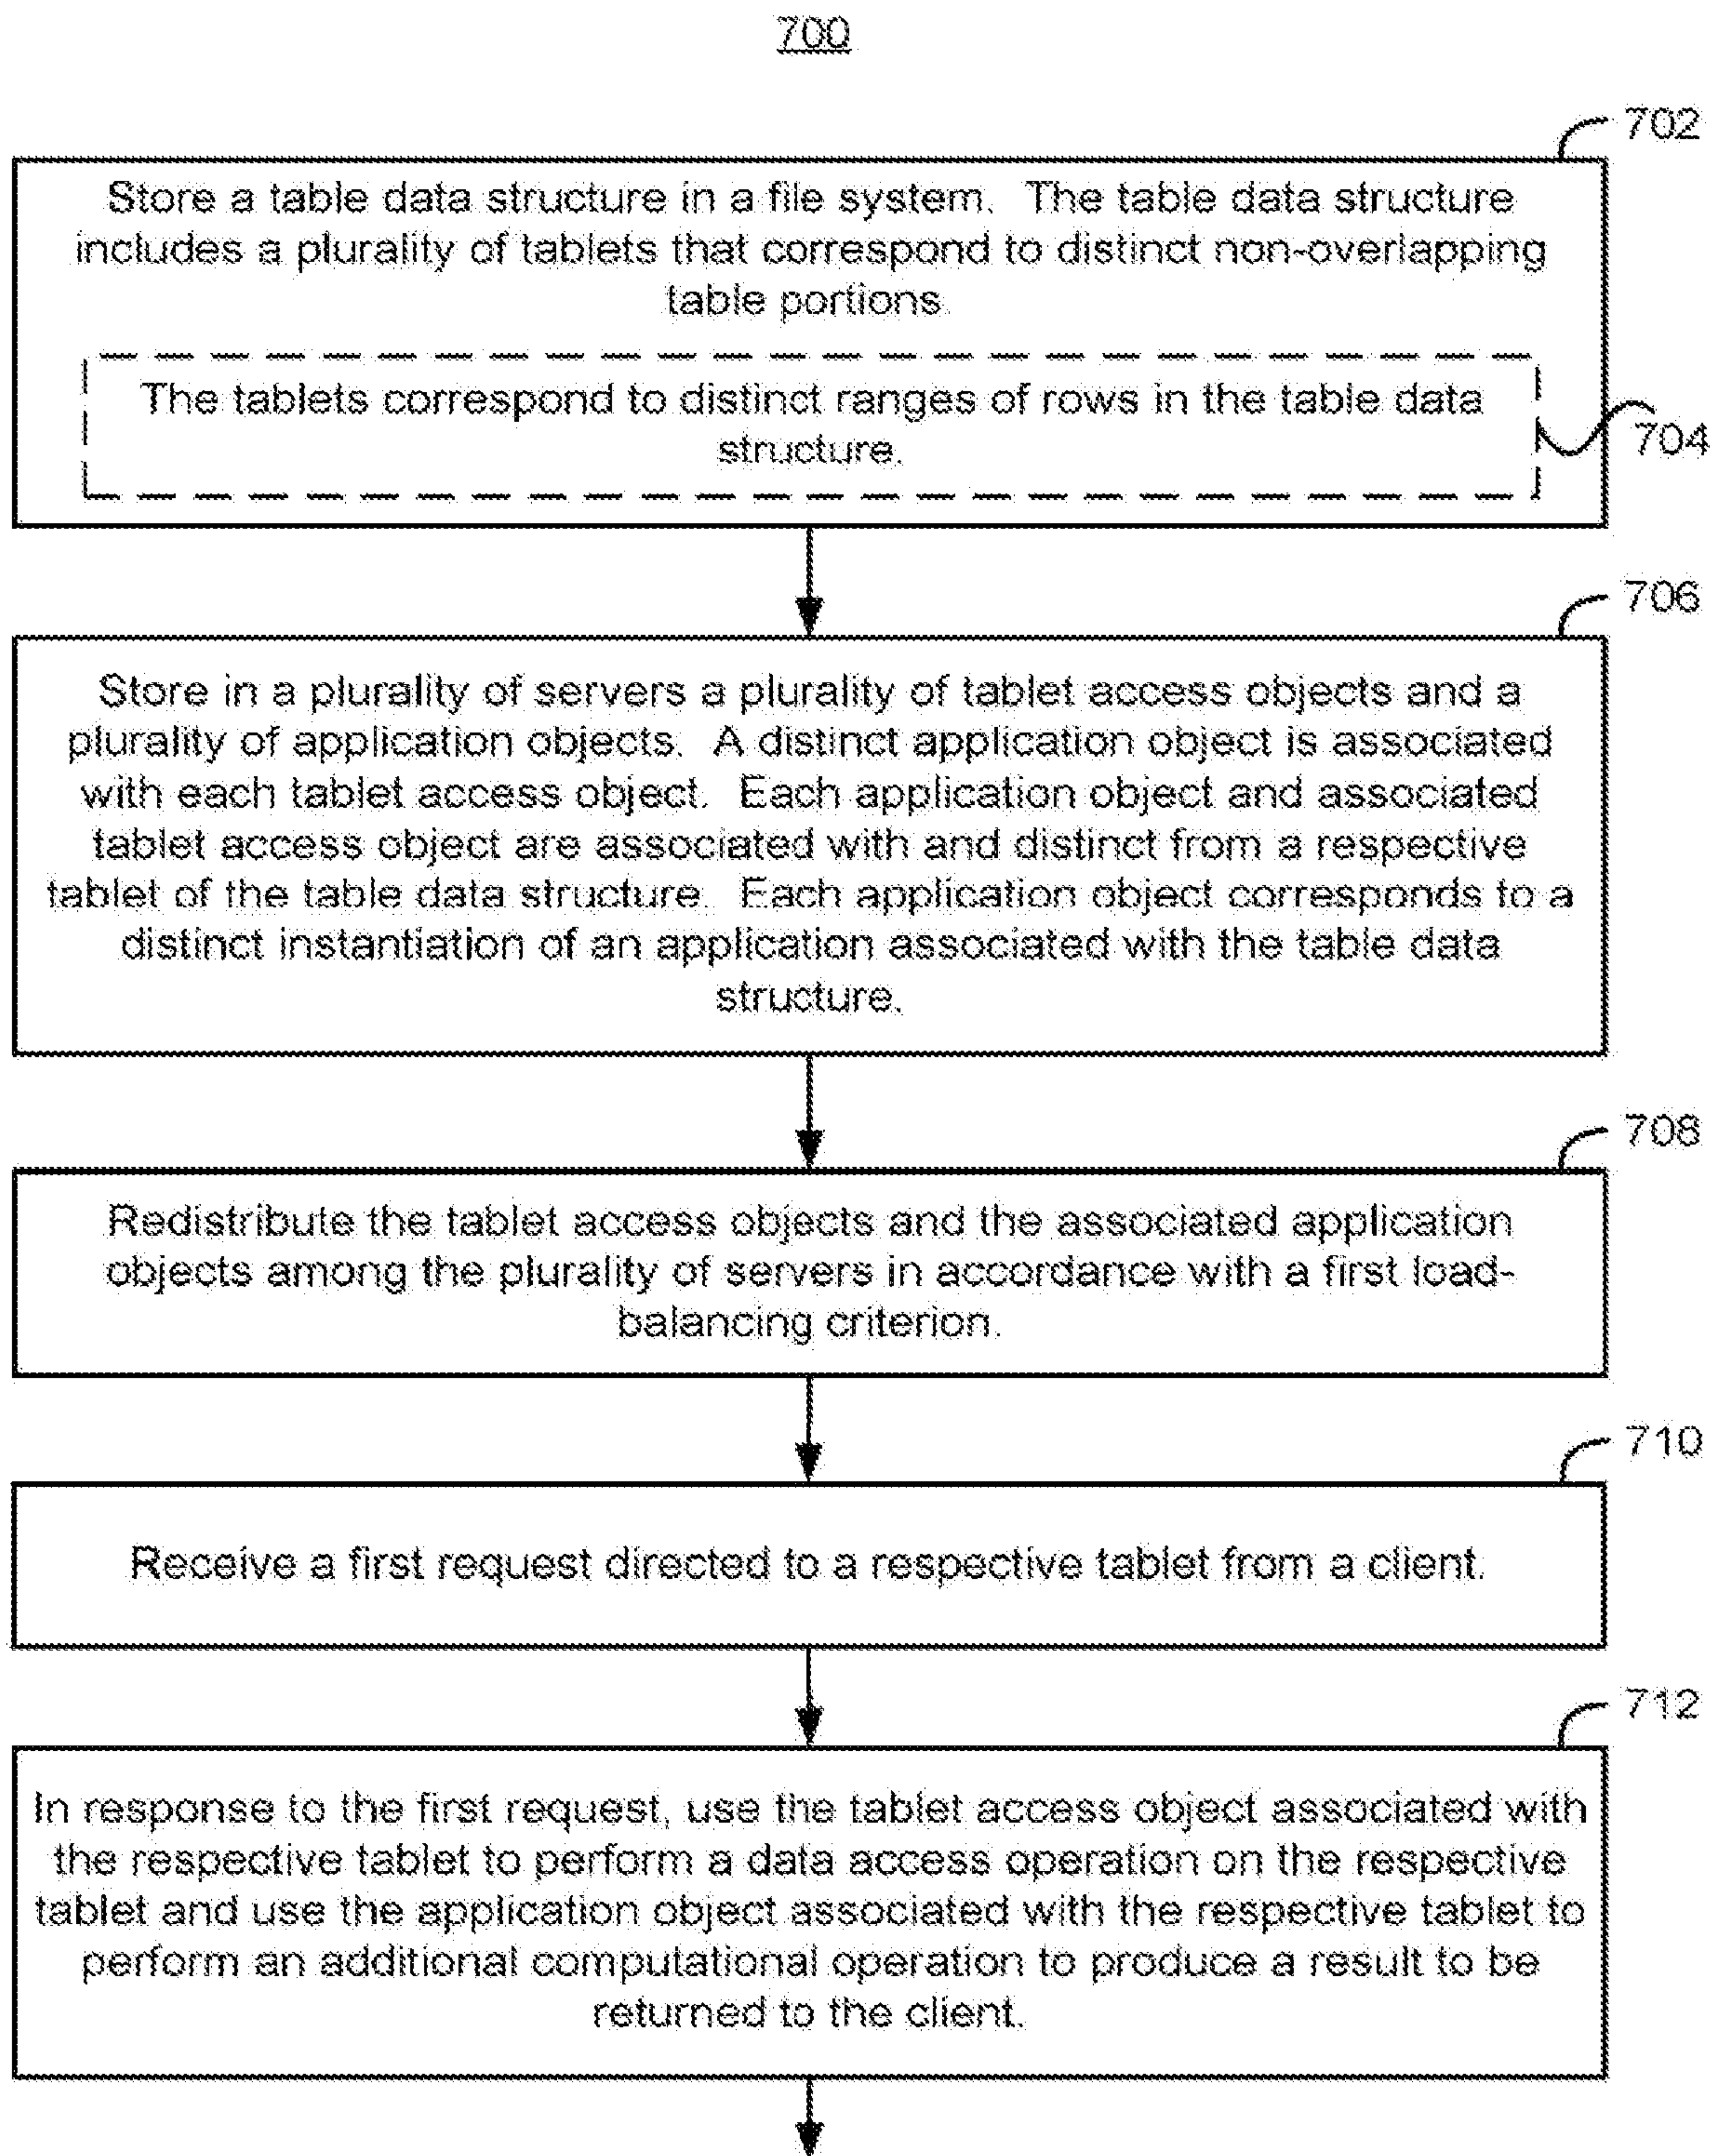 700
702
Store a table data structure in a file system. The table data structure
includes a plurality of tablets that correspond to distinct non-overlapping
table portions.
The tablets correspond to distinct ranges of rows in the table data
structure.
704
706
Store in a plurality of servers a plurality of tablet access objects and a
plurality of application objects. A distinct application object is associated
with each tablet access object. Each application object and associated
tablet access object are associated with and distinct from a respective
tablet of the table data structure. Each application object corresponds to a
distinct instantiation of an application associated with the table data
structure.
708
Redistribute the tablet access objects and the associated application
objects among the plurality of servers in accordance with a first load-
balancing criterion.
710
Receive a first request directed to a respective tablet from a client.
712
In response to the first request, use the tablet access object associated with
the respective tablet to perform a data access operation on the respective
tablet and use the application object associated with the respective tablet to
perform an additional computational operation to produce a result to be
returned to the client.